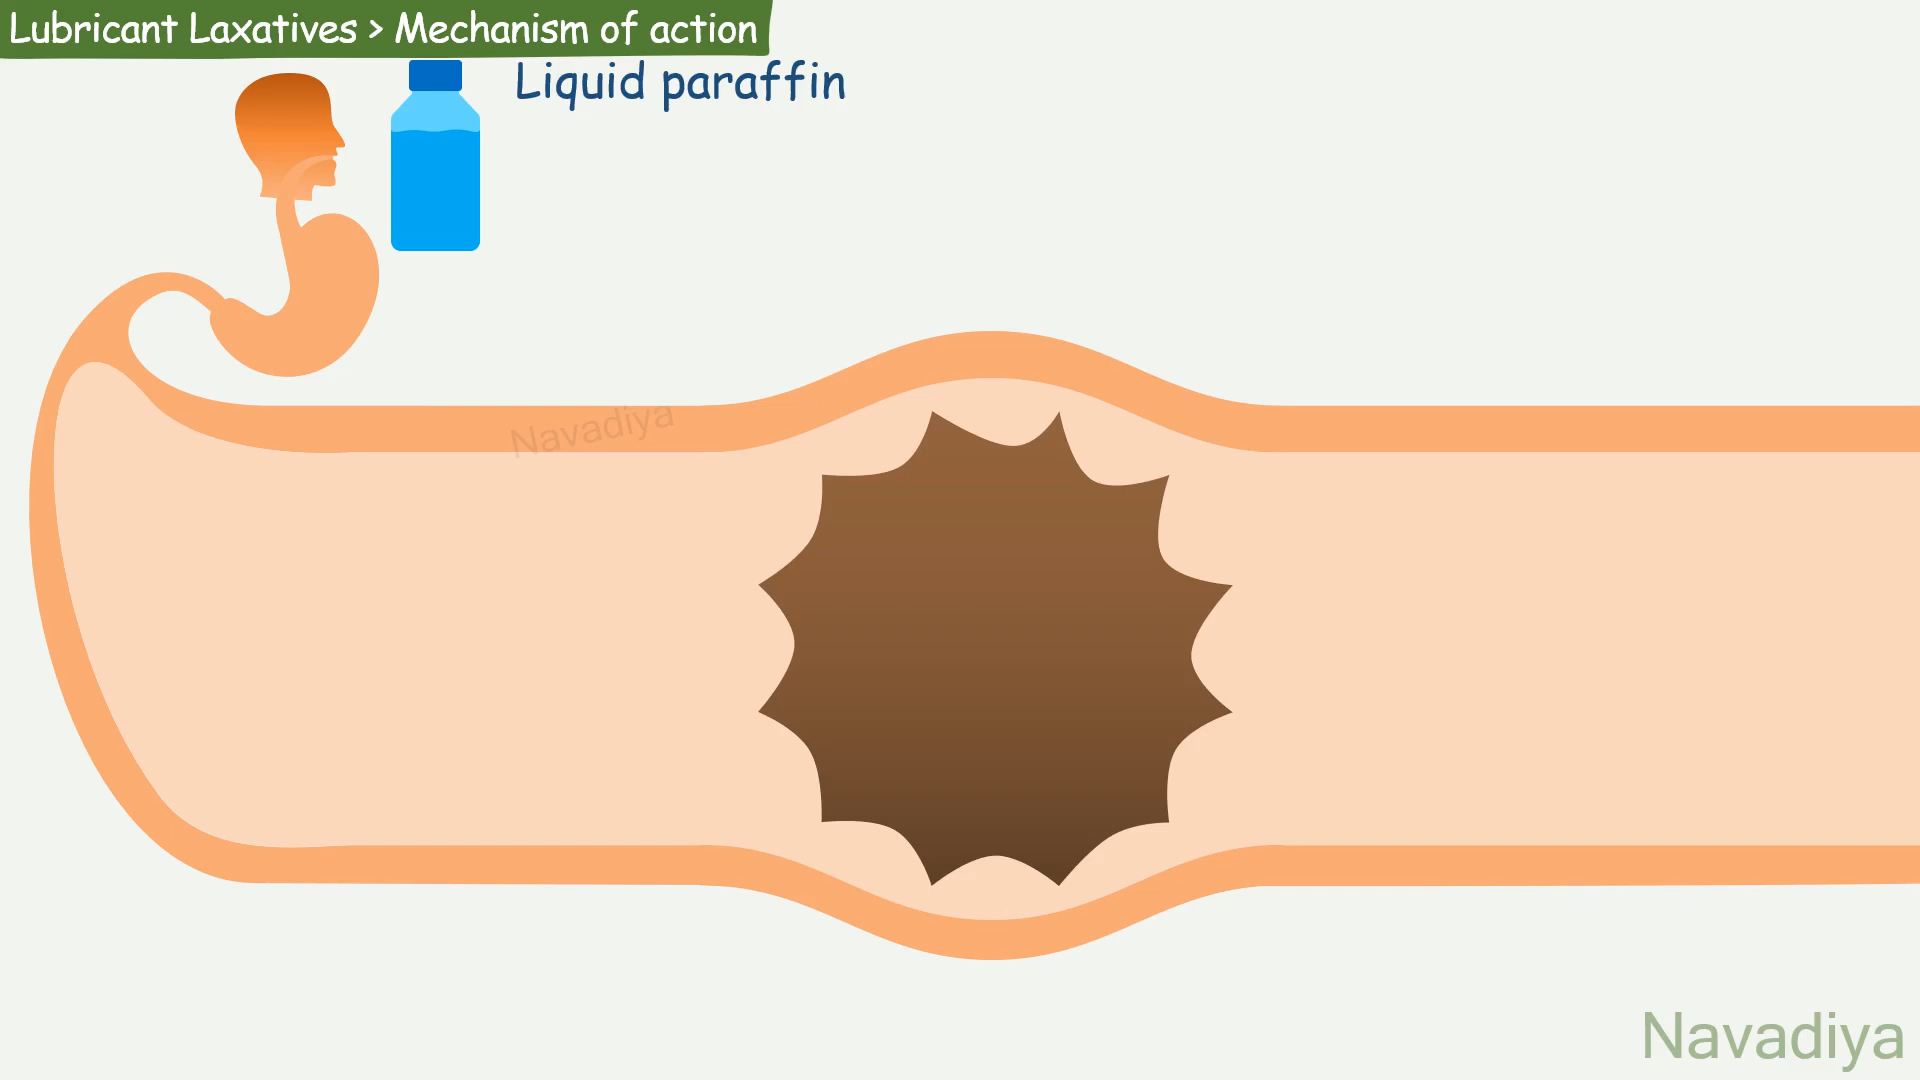 Lubricant Laxatives > Mechanism of action
Liquid paraffin
Navadiya
Navadiya